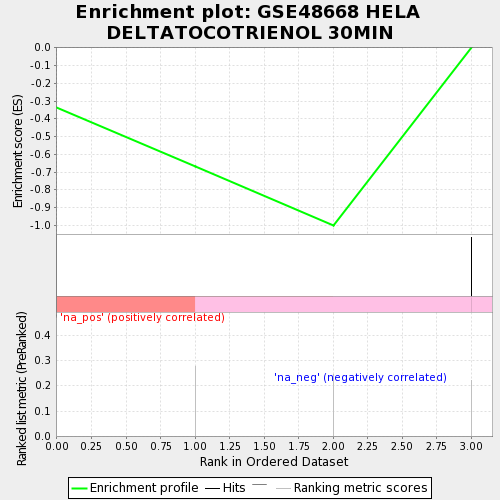 Enrichment plot: GSE48668 HELA
DELTATOCOTRIENOL 30MIN
Enrichment score (ES)
0.0
-0.1
-0.2
-0.3
-0.4
-0.5
-0.6
-0.7
-0.8
-0.9
-1.0
'na_pos' (positively correlated)
'na_neg' (negatively correlated)
Ranked list metric (PreRanked)
0.4
0.3
0.2
0.1
0.0
0.00 0.25 0.50 0.75 1.00 1.25 1.50 1.75 2.00 2.25 2.50 2.75 3.00
Rank in Ordered Dataset
Enrichment profile Hits Ranking metric scores